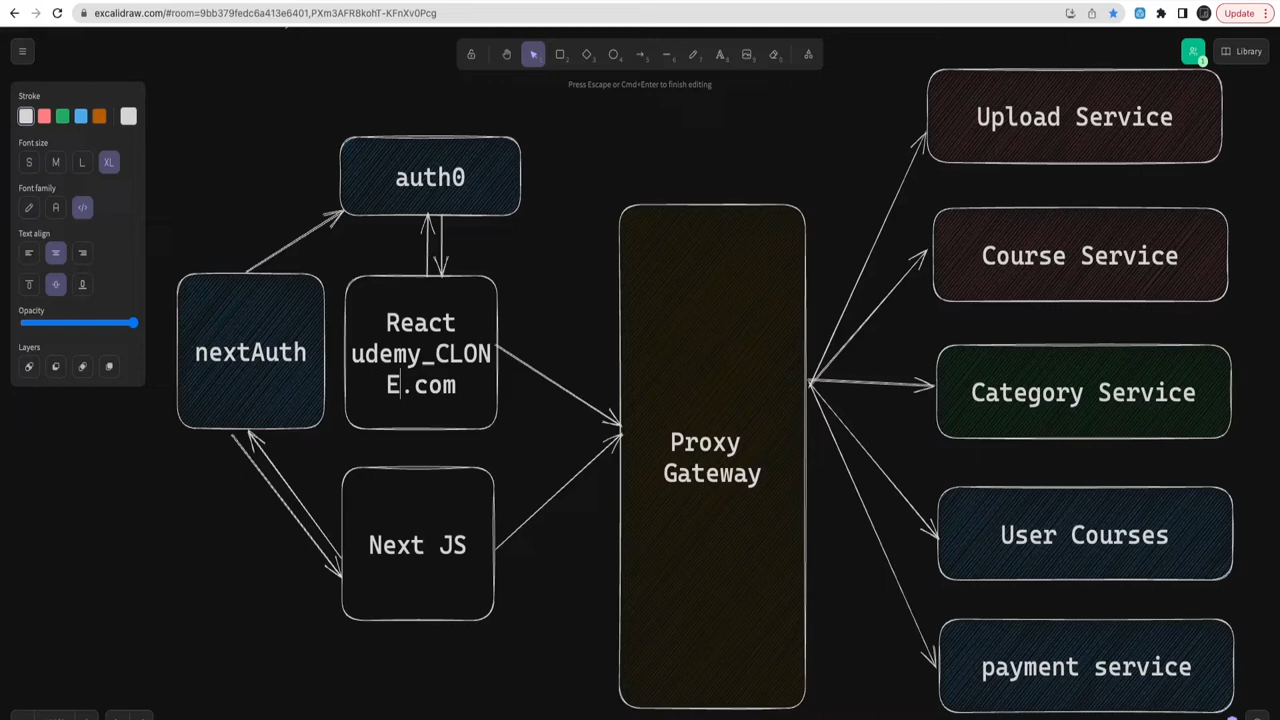 excalidraw.com/#room=9bb379fedc6a413e6401,PXm3AFR8kohT-KFnXv0Pcg
Update
Library
Press Escape or Cmd+Enter to finish editing
Stroke
Font size
S M L XL
Font family
A </>
Text align
Opacity
Layers
auth0
nextAuth
React
udemy_CLON
E.com
Next JS
Proxy
Gateway
Upload Service
Course Service
Category Service
User Courses
payment service